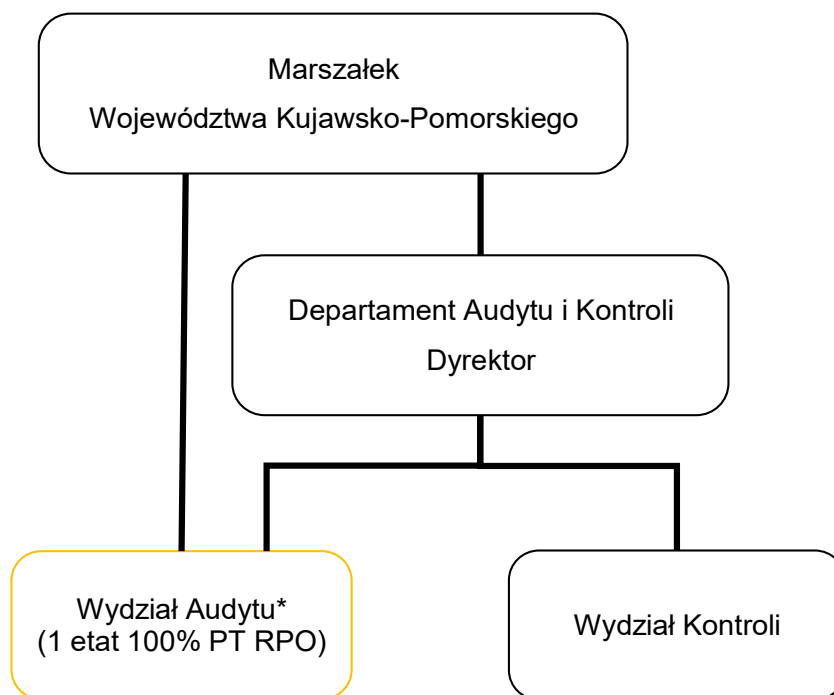 Marszałek
Województwa Kujawsko-Pomorskiego
Departament Audytu i Kontroli
Dyrektor
Wydział Audytu*
(1 etat 100% PT RPO)
Wydział Kontroli